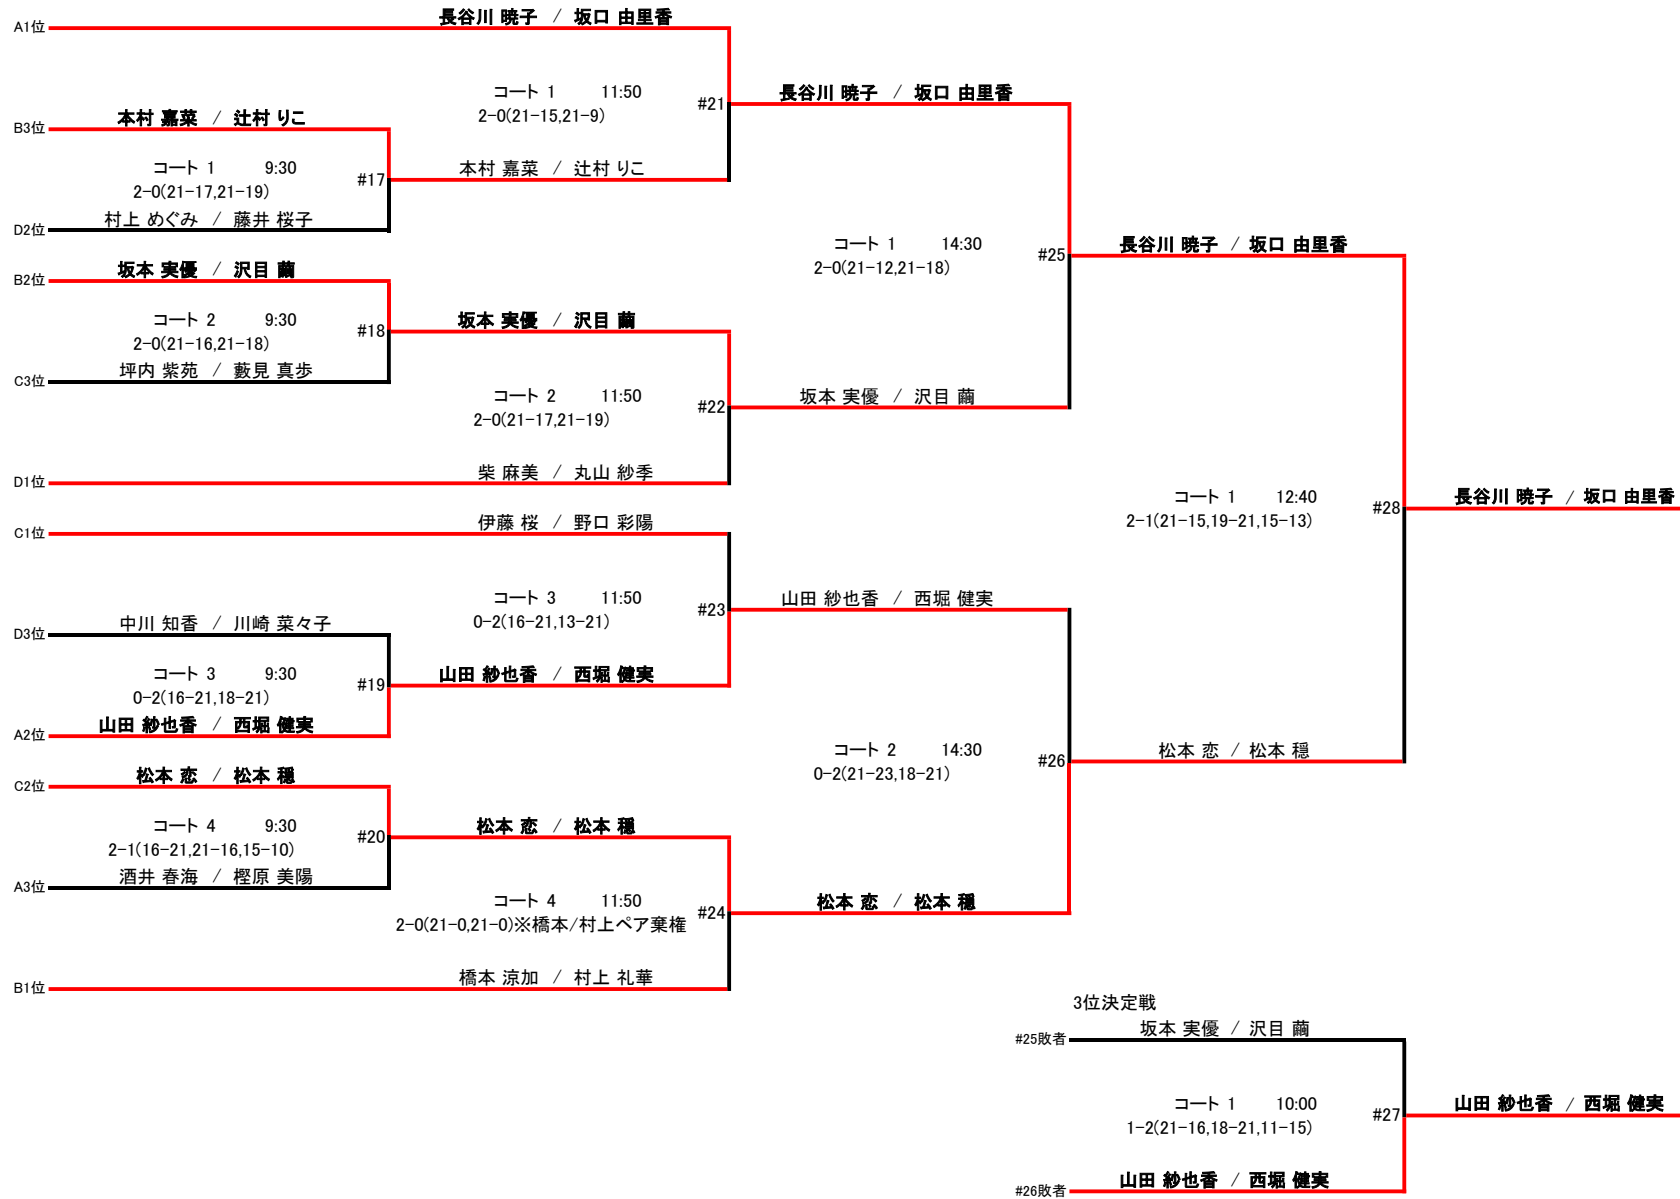 A1位
長谷川 暁子 / 坂口 由里香
コート 1 11:50
2-0(21-15,21-9)
#21
長谷川 暁子 / 坂口 由里香
B3位
本村 嘉菜 / 辻村 りこ
コート 1 9:30
2-0(21-17,21-19)
#17
本村 嘉菜 / 辻村 りこ
D2位
村上 めぐみ / 藤井 桜子
コート 1 14:30
2-0(21-12,21-18)
#25
長谷川 暁子 / 坂口 由里香
B2位
坂本 実優 / 沢目 繭
コート 2 9:30
2-0(21-16,21-18)
#18
坂本 実優 / 沢目 繭
C3位
坪内 紫苑 / 藪見 真歩
コート 2 11:50
2-0(21-17,21-19)
#22
坂本 実優 / 沢目 繭
D1位
柴 麻美 / 丸山 紗季
コート 1 12:40
2-1(21-15,19-21,15-13)
#28
長谷川 暁子 / 坂口 由里香
C1位
伊藤 桜 / 野口 彩陽
コート 3 11:50
0-2(16-21,13-21)
#23
山田 紗也香 / 西堀 健実
D3位
中川 知香 / 川崎 菜々子
コート 3 9:30
0-2(16-21,18-21)
#19
山田 紗也香 / 西堀 健実
A2位
山田 紗也香 / 西堀 健実
コート 2 14:30
0-2(21-23,18-21)
#26
松本 恋 / 松本 穏
C2位
松本 恋 / 松本 穏
コート 4 9:30
2-1(16-21,21-16,15-10)
#20
松本 恋 / 松本 穏
A3位
酒井 春海 / 樫原 美陽
コート 4 11:50
2-0(21-0,21-0)※橋本/村上ペア棄権
#24
松本 恋 / 松本 穏
B1位
橋本 涼加 / 村上 礼華
3位決定戦
#25敗者
坂本 実優 / 沢目 繭
コート 1 10:00
1-2(21-16,18-21,11-15)
#27
山田 紗也香 / 西堀 健実
#26敗者
山田 紗也香 / 西堀 健実